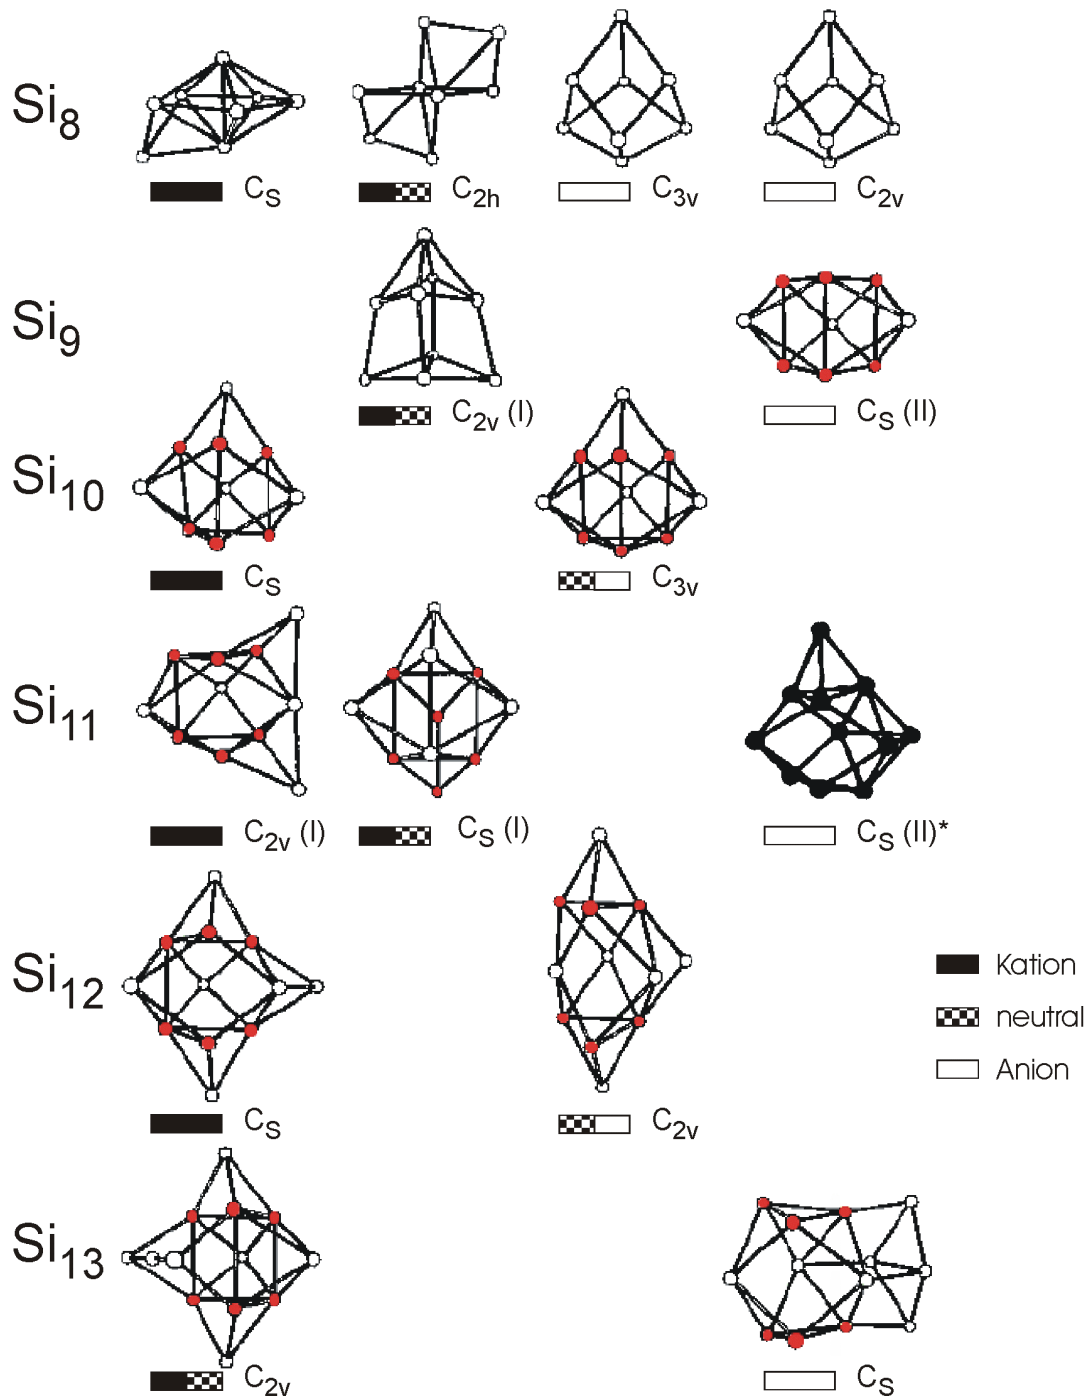 Si8
CS
C2h
C3v
C2v
Si9
C2v (I)
CS (II)
Si10
CS
C3v
Si11
C2v (I)
CS (I)
CS (II)*
Si12
CS
C2v
Kation
neutral
Anion
Si13
C2v
CS